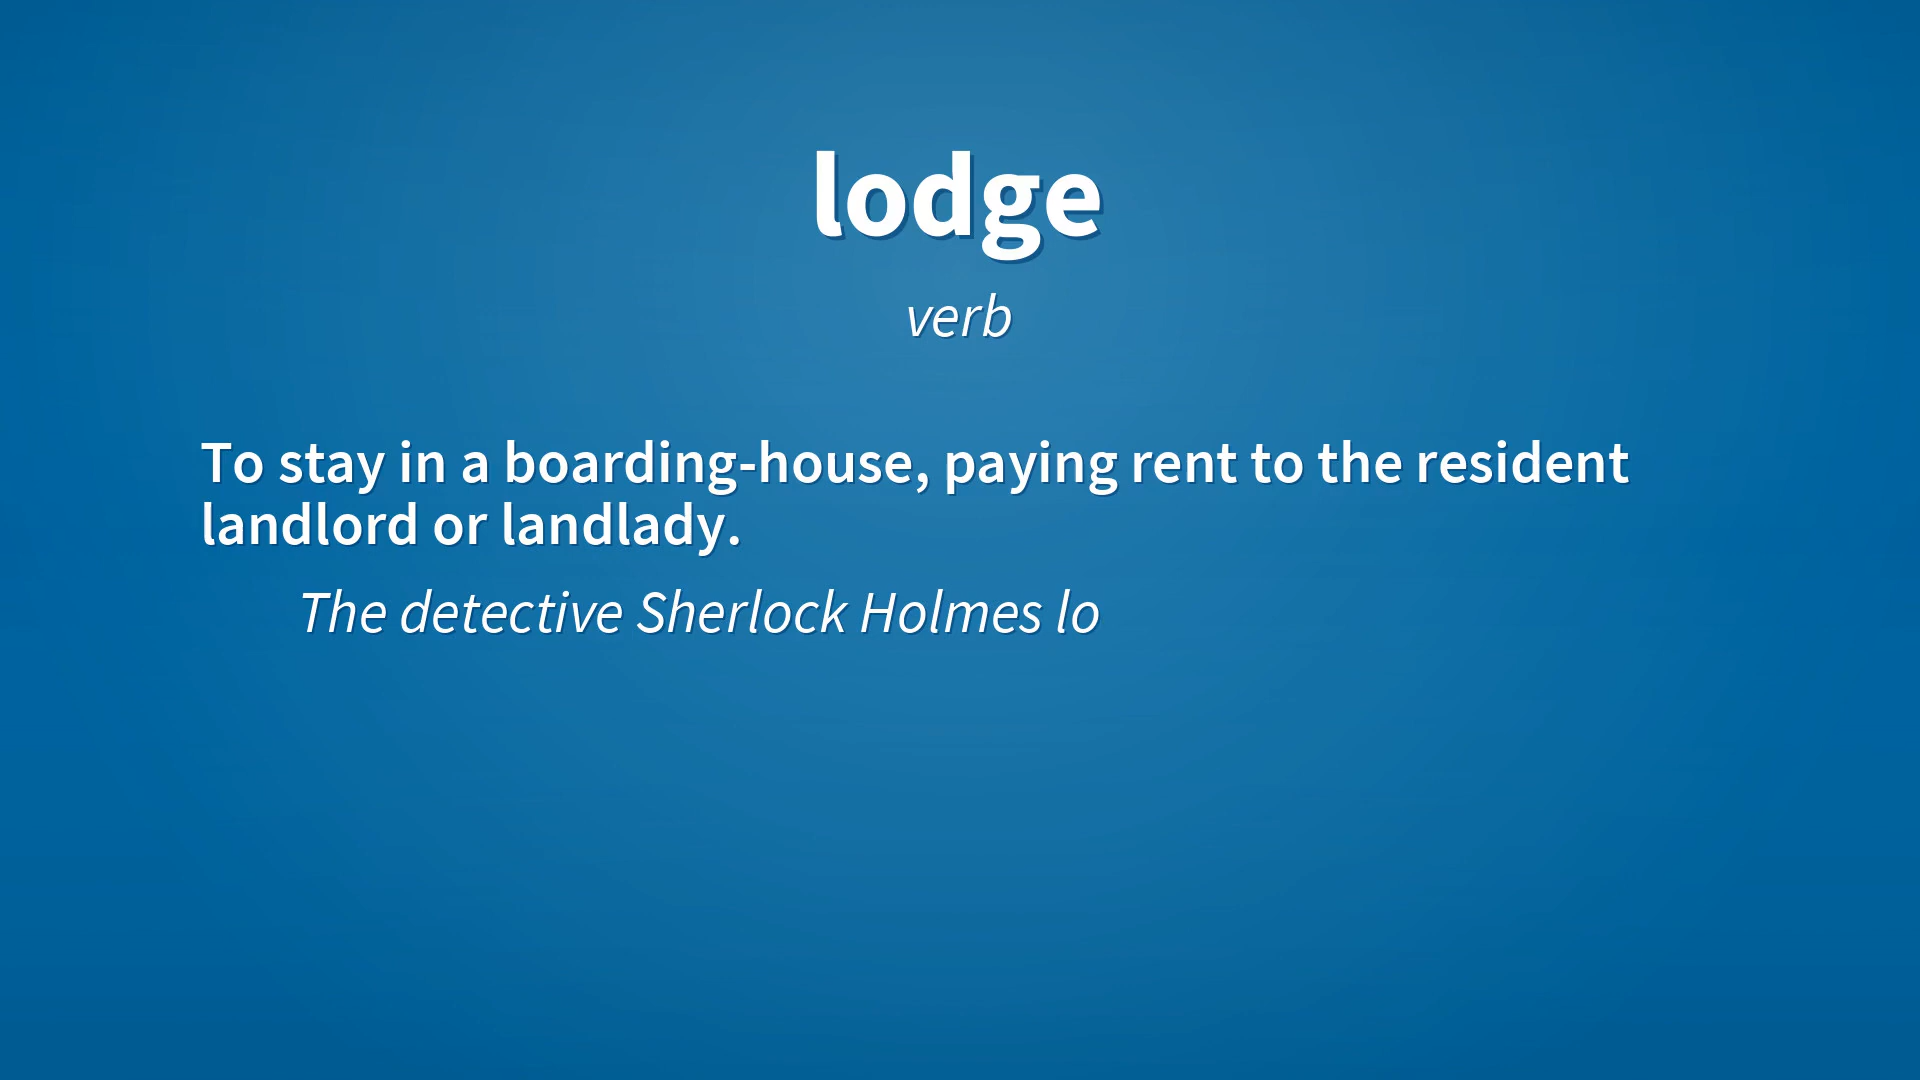 lodge
verb
To stay in a boarding-house, paying rent to the resident
landlord or landlady.
The detective Sherlock Holmes lo